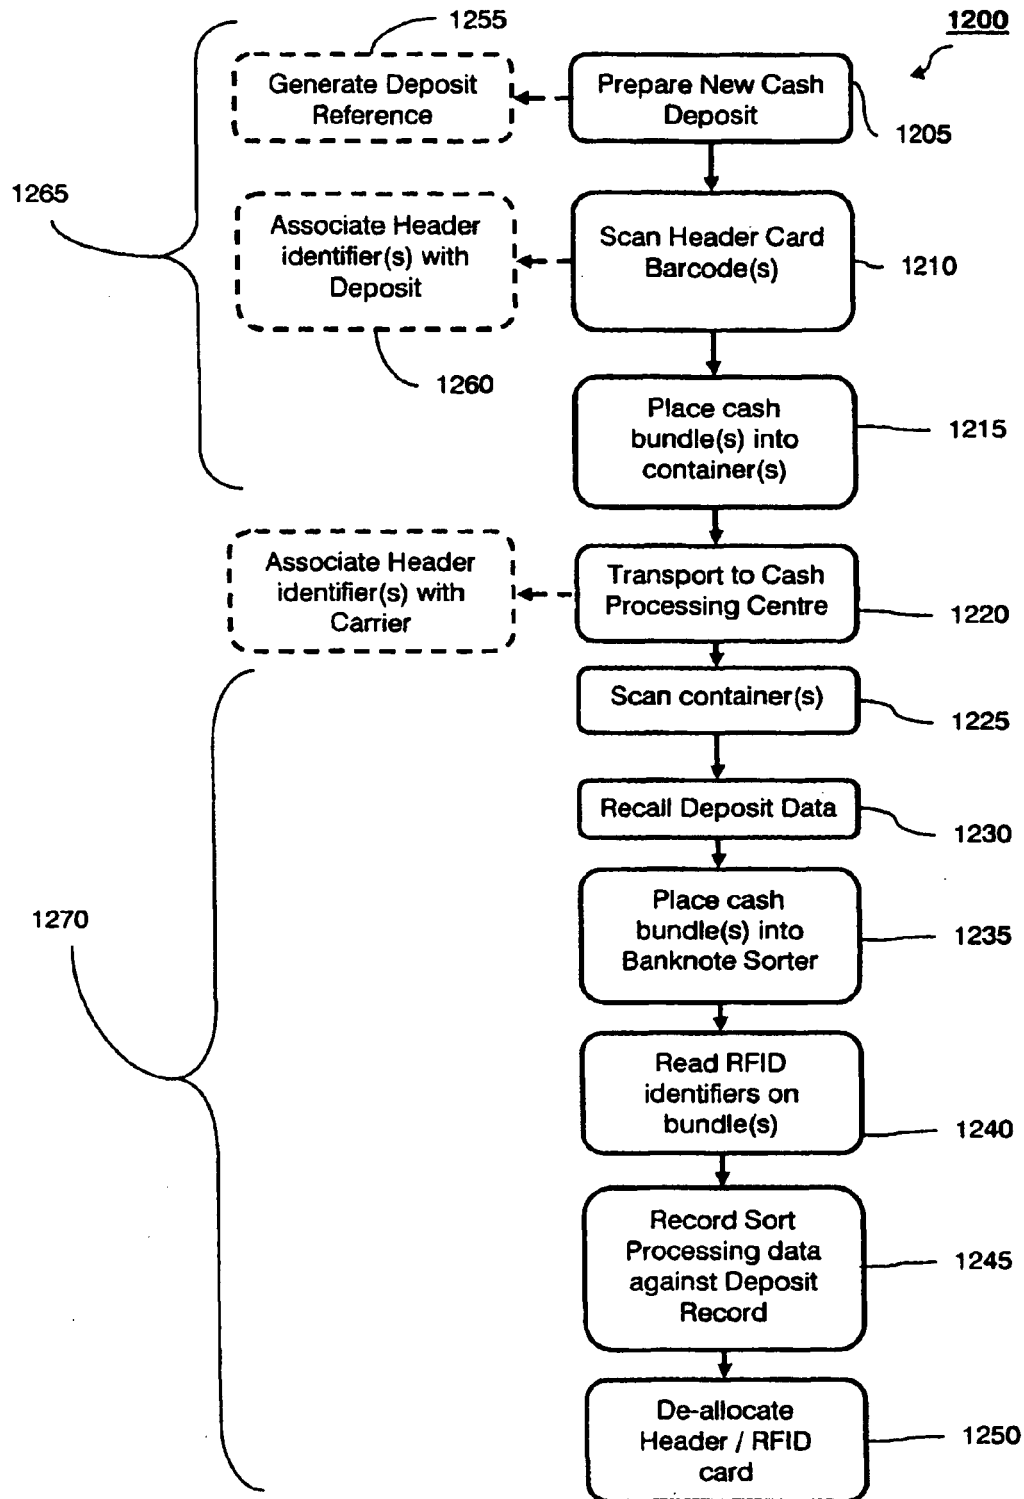 1255
1200
Generate Deposit
Reference
Prepare New Cash
Deposit
1205
1265
Associate Header
identifier(s) with
Deposit
Scan Header Card
Barcode(s)
1210
1260
Place cash
bundle(s) into
container(s)
1215
Associate Header
identifier(s) with
Carrier
Transport to Cash
Processing Centre
1220
Scan container(s)
1225
Recall Deposit Data
1230
1270
Place cash
bundle(s) into
Banknote Sorter
1235
Read RFID
identifiers on
bundle(s)
1240
Record Sort
Processing data
against Deposit
Record
1245
De-allocate
Header / RFID
card
1250